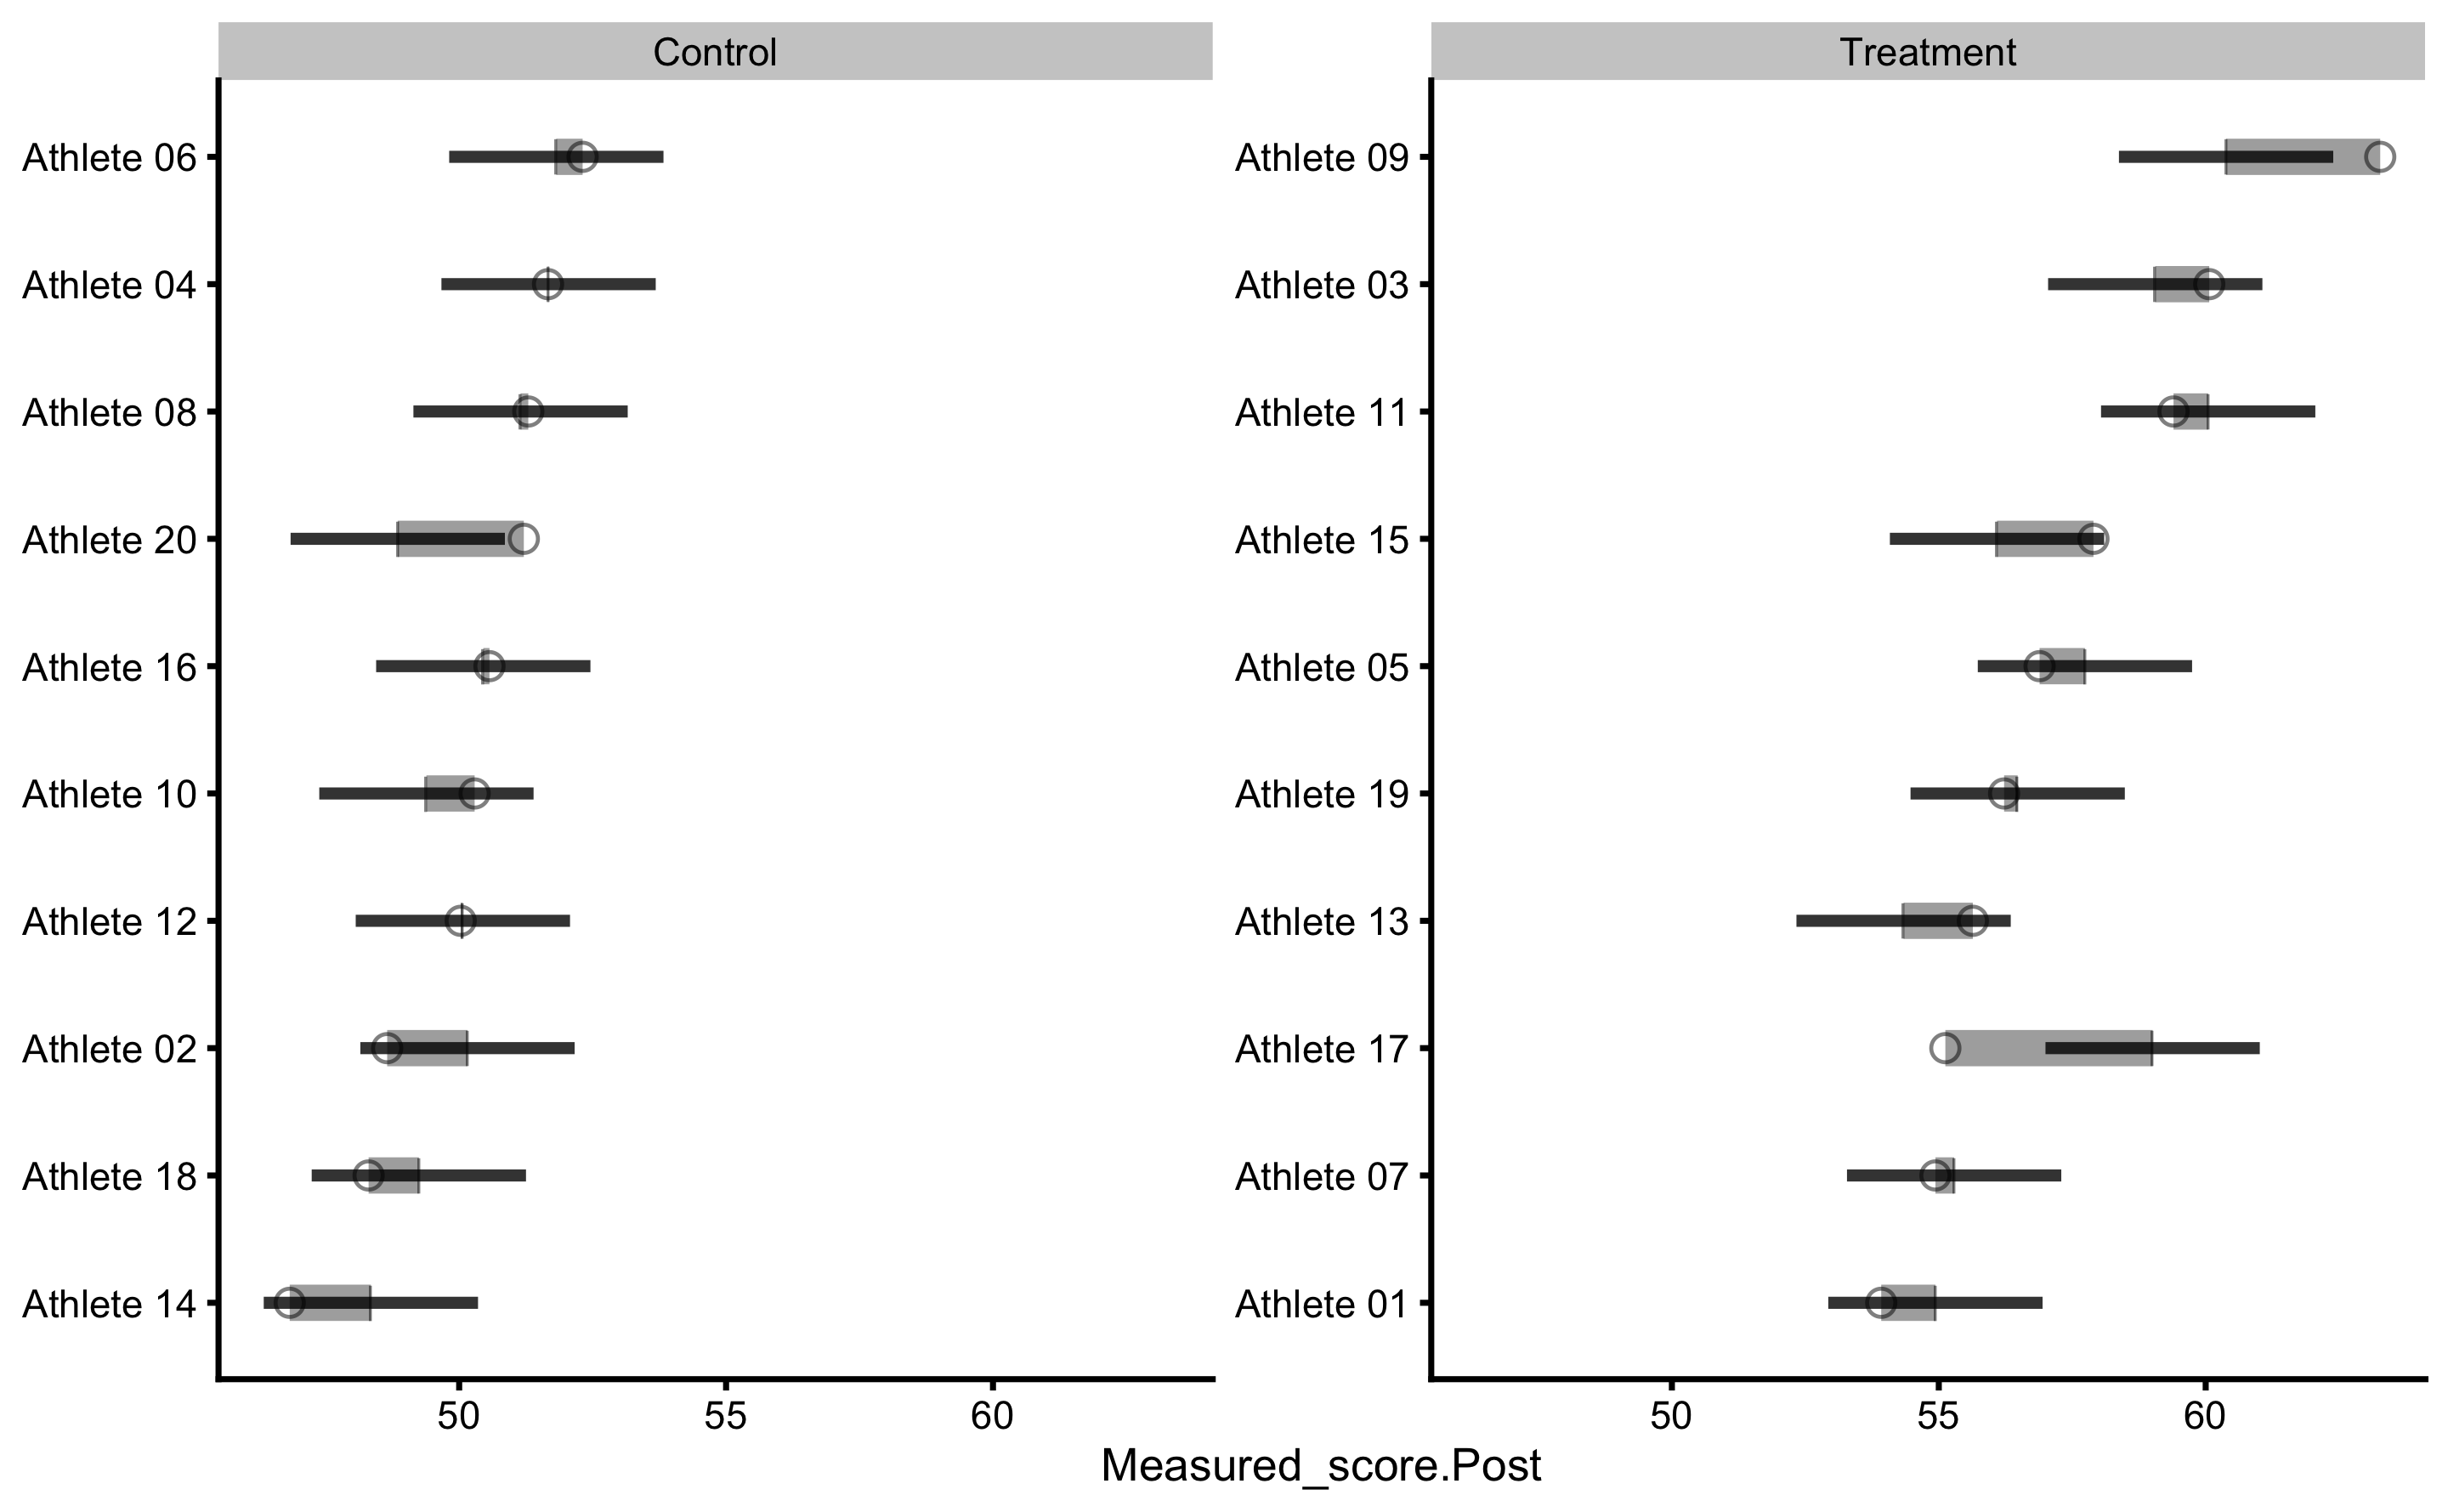 Control
Athlete 06
Athlete 04
Athlete 08
Athlete 20
Athlete 16
Athlete 10
Athlete 12
Athlete 02
Athlete 18
Athlete 14
50 55 60
Treatment
Athlete 09
Athlete 03
Athlete 11
Athlete 15
Athlete 05
Athlete 19
Athlete 13
Athlete 17
Athlete 07
Athlete 01
50 55 60
Measured_score.Post